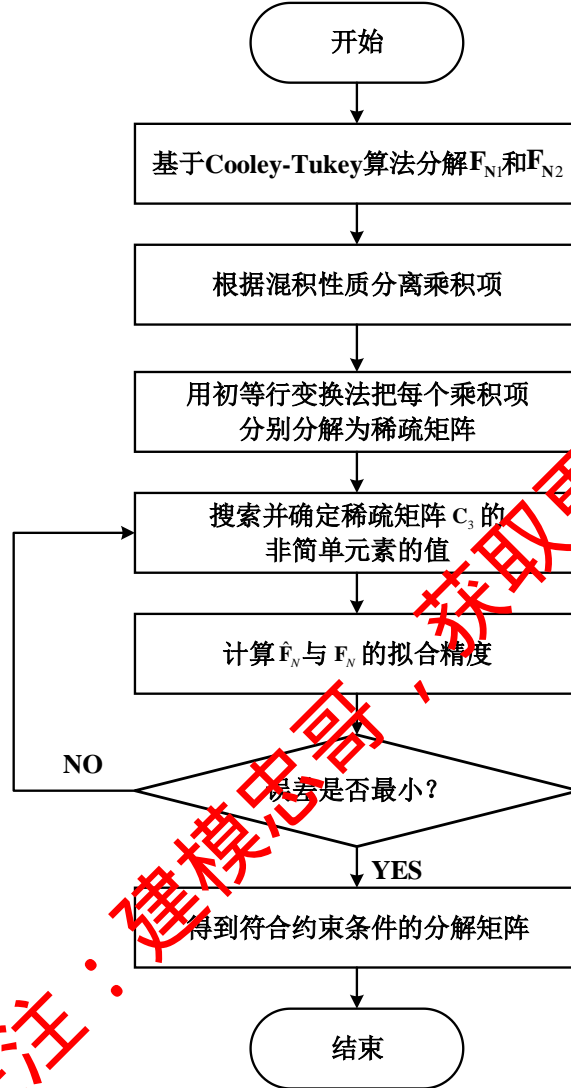 开始
基于Cooley-Tukey算法分解F_N1和F_N2
根据混积性质分离乘积项
用初等行变换法把每个乘积项
分别分解为稀疏矩阵
搜索并确定稀疏矩阵 C_3 的
非简单元素的值
计算 F̂_N 与 F_N 的拟合精度
误差是否最小?
NO
YES
得到符合约束条件的分解矩阵
结束
注：建模忠哥，获取